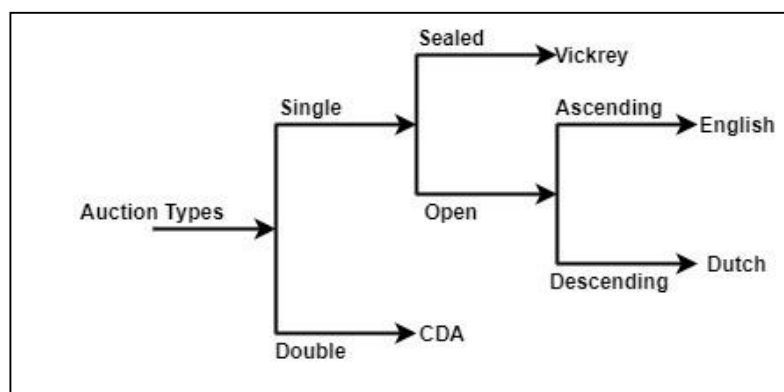 Sealed
Vickrey
Single
Ascending
English
Auction Types
Open
Descending
Dutch
Double
CDA